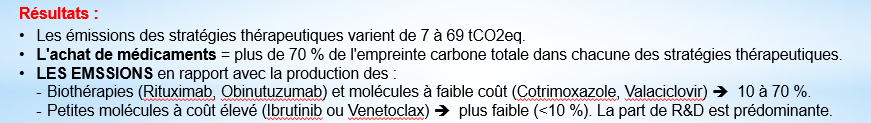 Résultats :
• Les émissions des stratégies thérapeutiques varient de 7 à 69 tCO2eq.
• L'achat de médicaments = plus de 70 % de l'empreinte carbone totale dans chacune des stratégies thérapeutiques.
• LES EMSSIONS en rapport avec la production des :
- Biothérapies (Rituximab, Obinutuzumab) et molécules à faible coût (Cotrimoxazole, Valaciclovir) ➔ 10 à 70 %.
- Petites molécules à coût élevé (Ibrutinib ou Venetoclax) ➔ plus faible (<10 %). La part de R&D est prédominante.